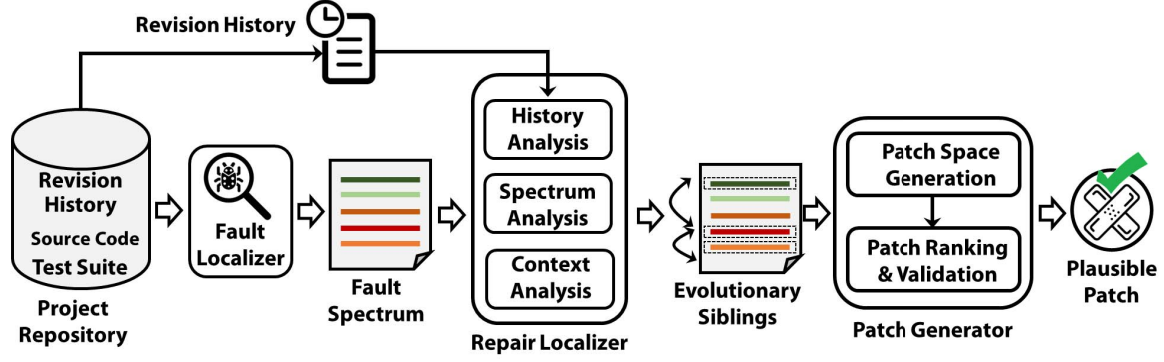 Revision History
Revision
History
Source Code
Test Suite
Project
Repository
Fault
Localizer
Fault
Spectrum
History
Analysis
Spectrum
Analysis
Context
Analysis
Repair Localizer
Evolutionary
Siblings
Patch Space
Generation
Patch Ranking
& Validation
Patch Generator
Plausible
Patch